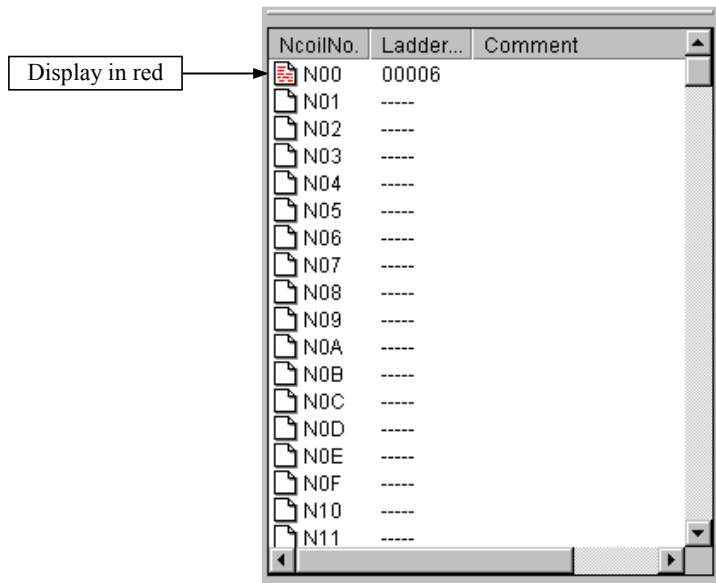 NcoilNo. Ladder... Comment
Display in red
N00 00006
N01 -----
N02 -----
N03 -----
N04 -----
N05 -----
N06 -----
N07 -----
N08 -----
N09 -----
N0A -----
N0B -----
N0C -----
N0D -----
N0E -----
N0F -----
N10 -----
N11 -----